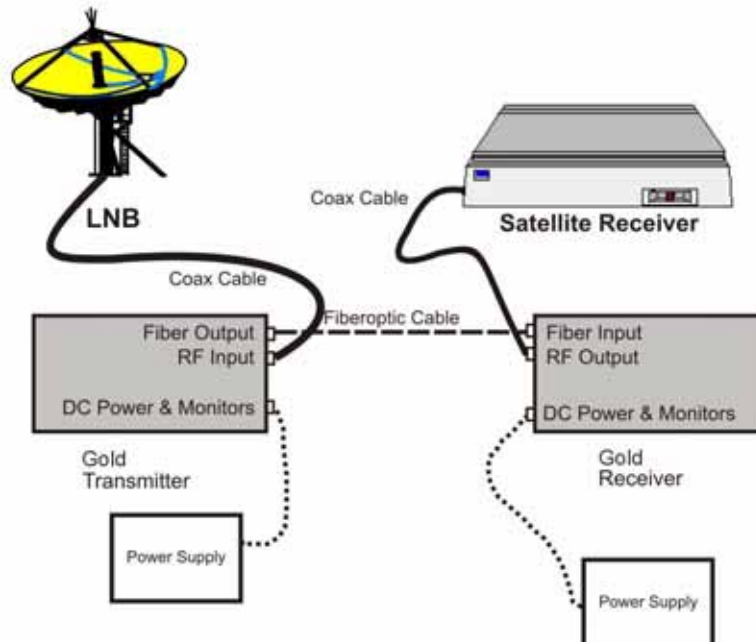 LNB
Coax Cable
Coax Cable
Satellite Receiver
Fiberoptic Cable
Fiber Output
RF Input
DC Power & Monitors
Gold
Transmitter
Power Supply
Fiber Input
RF Output
DC Power & Monitors
Gold
Receiver
Power Supply